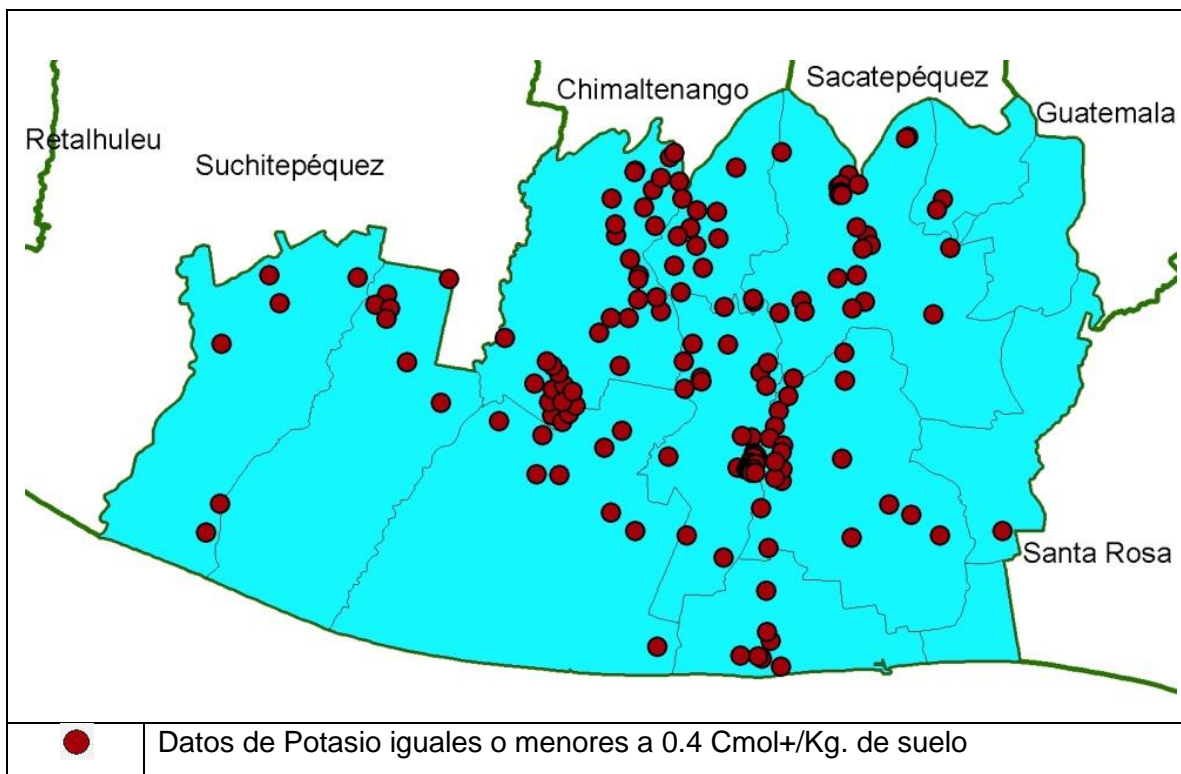 Sacatepéquez
Chimaltenango
Guatemala
Retalhuleu
Suchitepéquez
Santa Rosa
Datos de Potasio iguales o menores a 0.4 Cmol+/Kg. de suelo